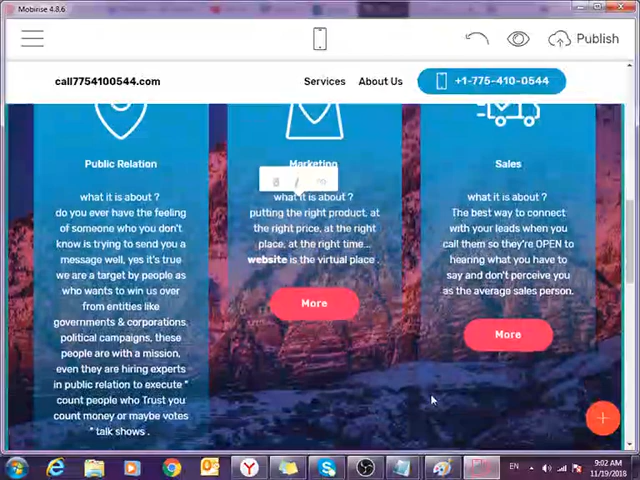 Mobirise 4.8.6
Publish
call7754100544.com
Services
About Us
+1-775-410-0544
Public Relation
what it is about ?
do you ever have the feeling
of someone who you don't
know is trying to send you a
message well, yes it's true
we are a target by people as
who wants to win us over
from entities like
governments & corporations.
political campaigns, these
people are with a mission,
even they are hiring experts
in public relation to execute "
count people who Trust you
count money or maybe votes
" talk shows .
Marketing
B I
what it is about ?
putting the right product, at
the right price, at the right
place, at the right time...
website is the virtual place .
More
Sales
what it is about ?
The best way to connect
with your leads when you
call them so they're OPEN to
hearing what you have to
say and don't perceive you
as the average sales person.
More
EN
9:02 AM
11/19/2018